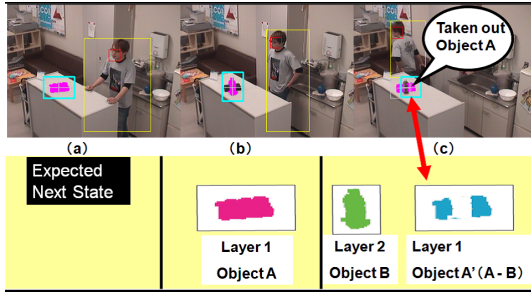 Taken out
Object A
(a)
(b)
(c)
Expected
Next State
Layer 1
Object A
Layer 2
Object B
Layer 1
Object A'(A - B)